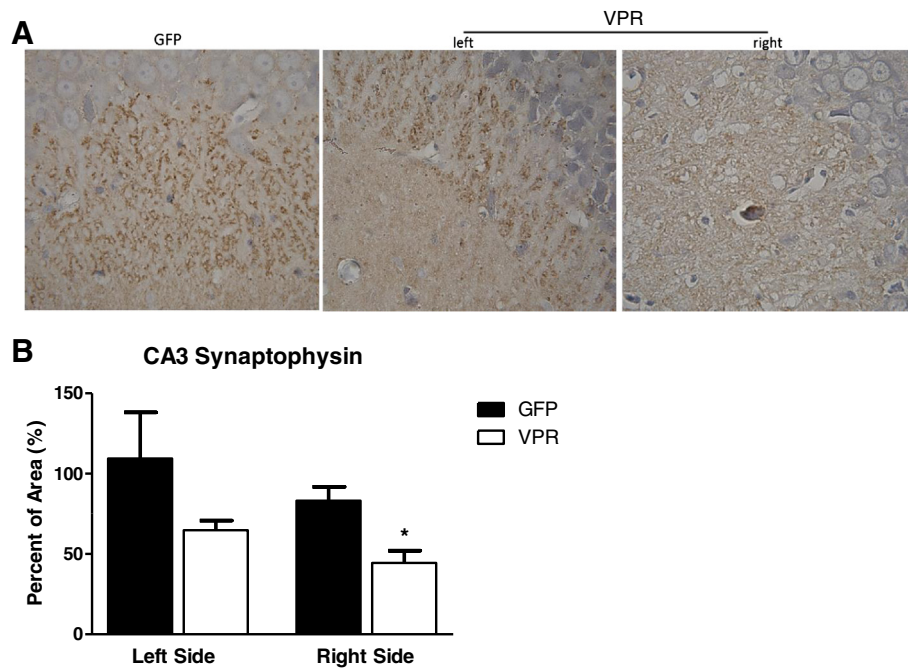 A
GFP
VPR
left
right
B
CA3 Synaptophysin
Percent of Area (%)
150
100
50
0
*
Left Side
Right Side
GFP
VPR